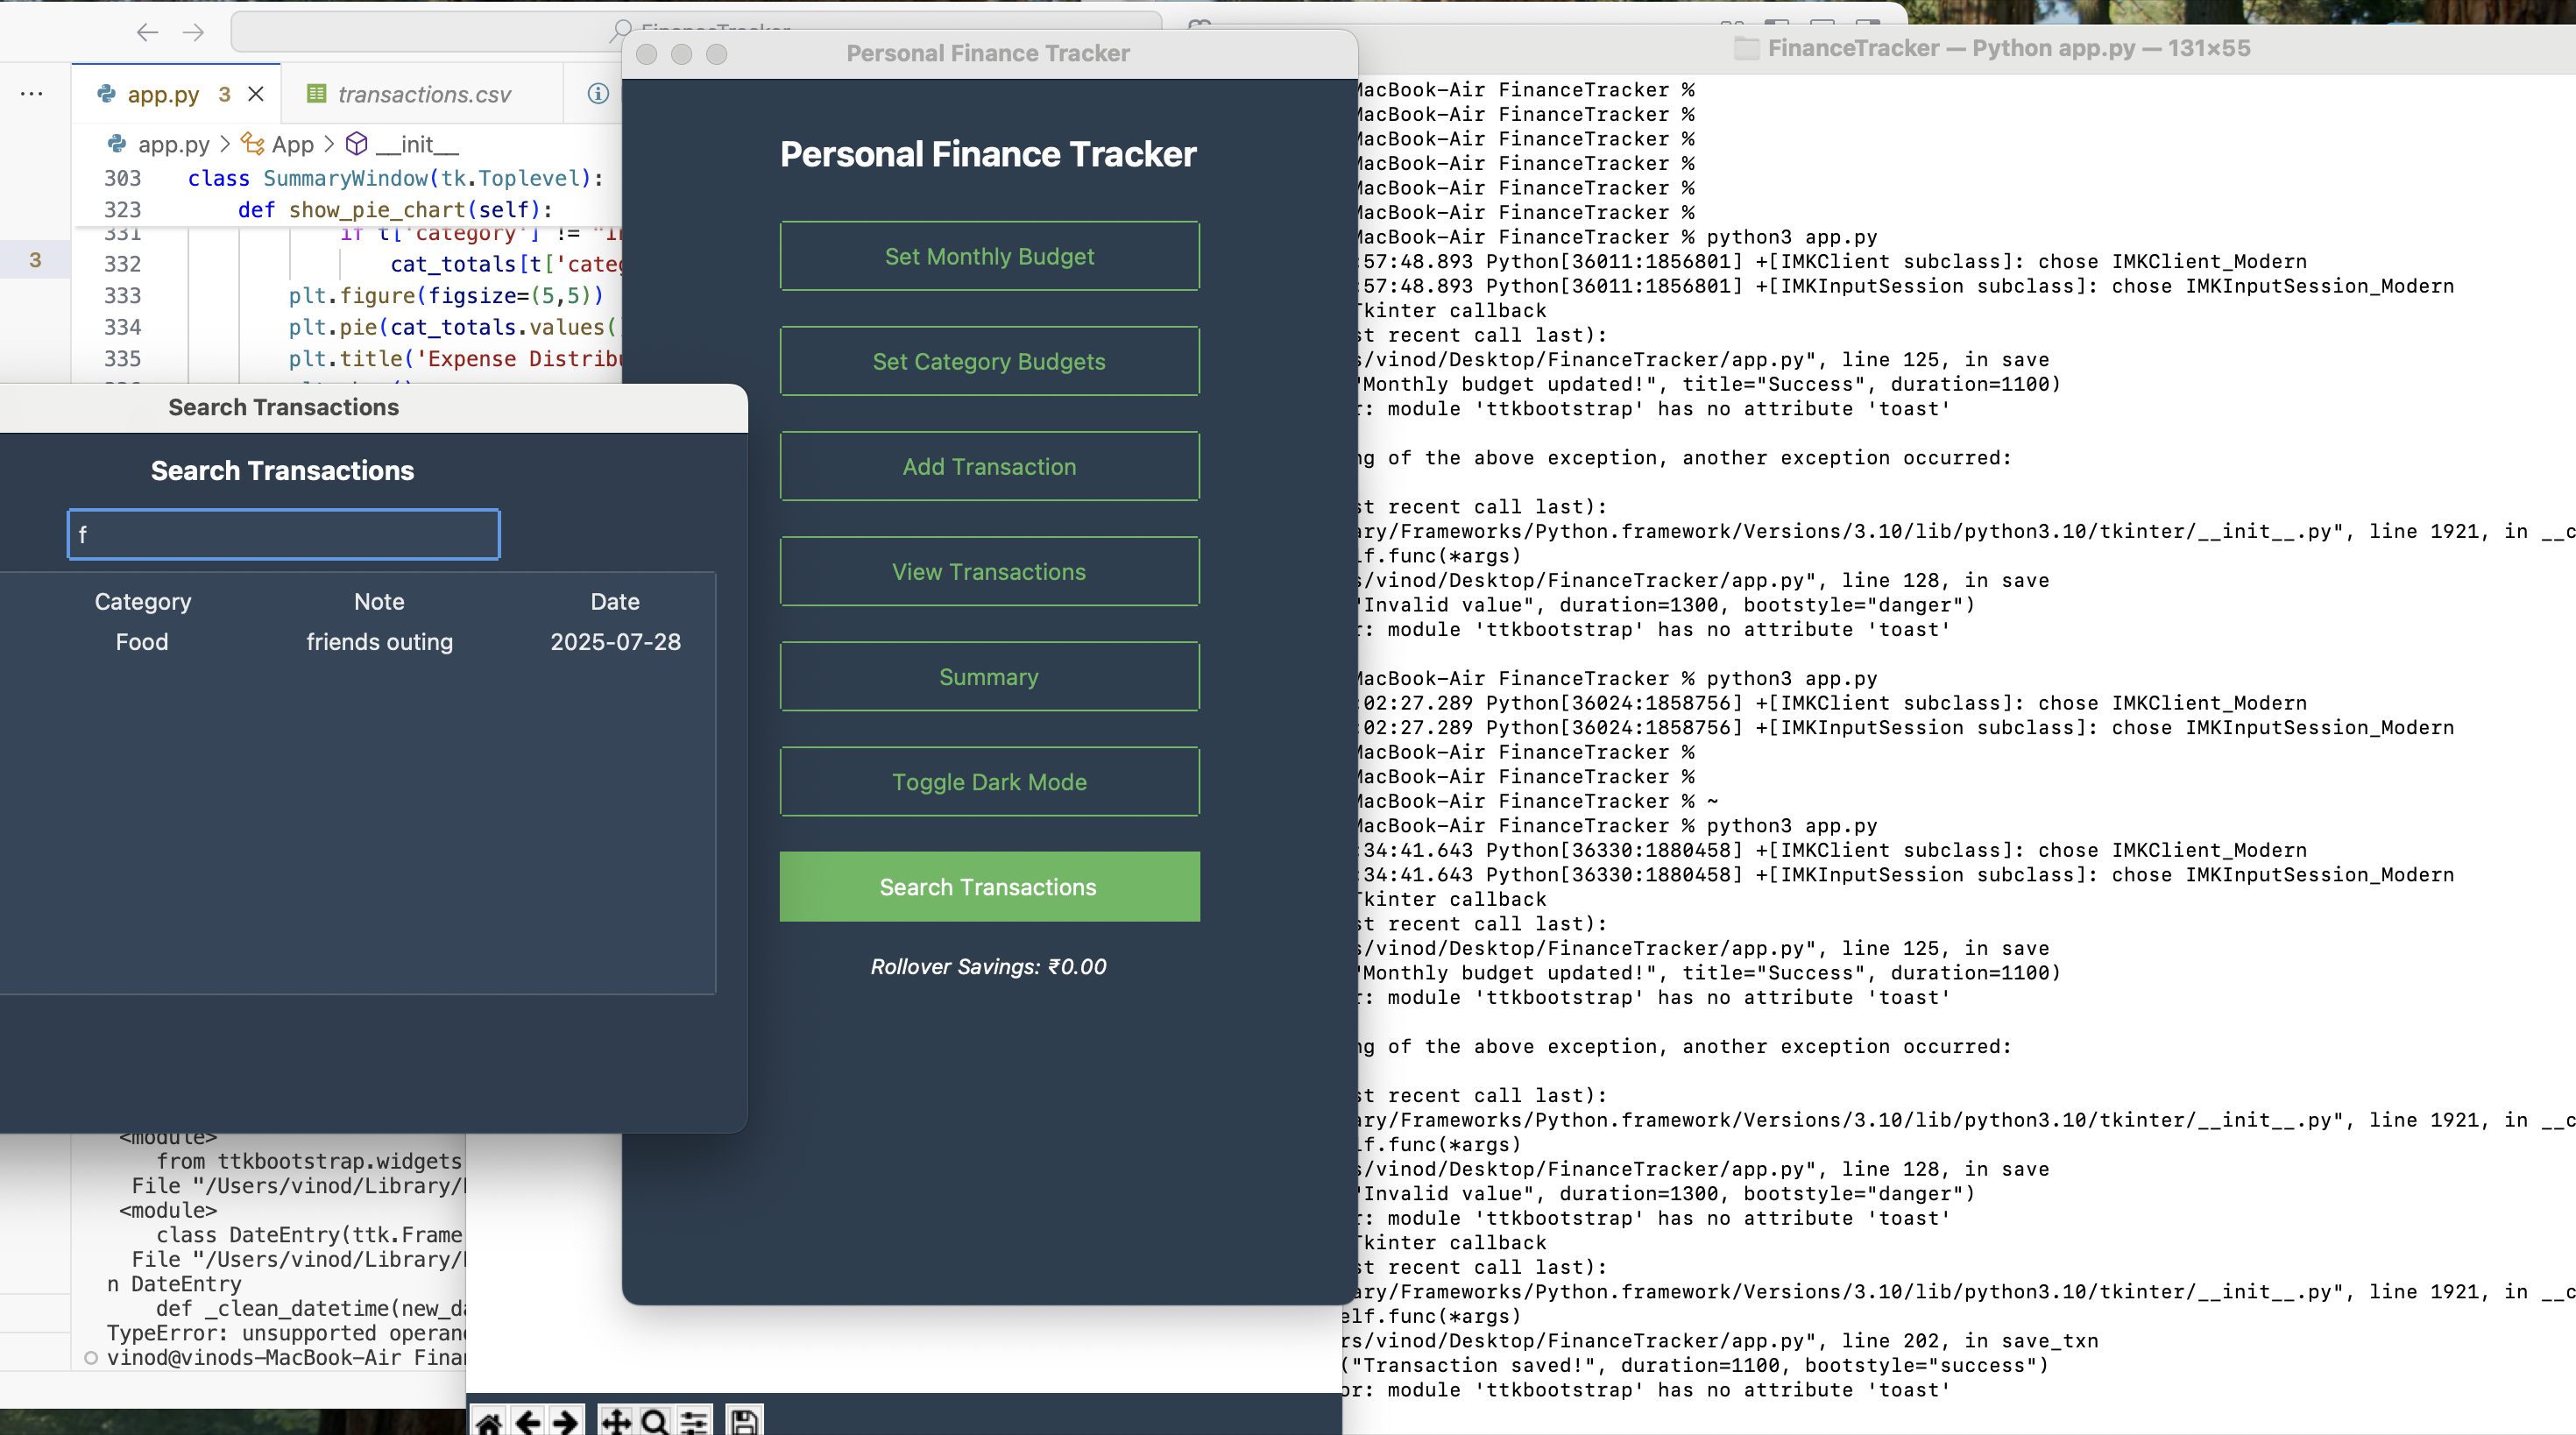 app.py 3
transactions.csv
app.py > App > __init__
303 class SummaryWindow(tk.Toplevel):
323 def show_pie_chart(self):
331 if t['category'] !=
332 cat_totals[t['categ
333 plt.figure(figsize=(5,5))
334 plt.pie(cat_totals.values(
335 plt.title('Expense Distrib
3
Search Transactions
Search Transactions
f
Category Note Date
Food friends outing 2025-07-28
<module>
from ttkbootstrap.widgets
File "/Users/vinod/Library/
<module>
class DateEntry(ttk.Frame
File "/Users/vinod/Library/
n DateEntry
def _clean_datetime(new_da
TypeError: unsupported operan
vinod@vinods-MacBook-Air Finan
Personal Finance Tracker
Personal Finance Tracker
Set Monthly Budget
Set Category Budgets
Add Transaction
View Transactions
Summary
Toggle Dark Mode
Search Transactions
Rollover Savings: ₹0.00
FinanceTracker — Python app.py — 131×55
MacBook-Air FinanceTracker %
MacBook-Air FinanceTracker %
MacBook-Air FinanceTracker %
MacBook-Air FinanceTracker %
MacBook-Air FinanceTracker %
MacBook-Air FinanceTracker %
MacBook-Air FinanceTracker % python3 app.py
:57:48.893 Python[36011:1856801] +[IMKClient subclass]: chose IMKClient_Modern
:57:48.893 Python[36011:1856801] +[IMKInputSession subclass]: chose IMKInputSession_Modern
Tkinter callback
st recent call last):
s/vinod/Desktop/FinanceTracker/app.py", line 125, in save
"Monthly budget updated!", title="Success", duration=1100)
r: module 'ttkbootstrap' has no attribute 'toast'
ng of the above exception, another exception occurred:
st recent call last):
ary/Frameworks/Python.framework/Versions/3.10/lib/python3.10/tkinter/__init__.py", line 1921, in __c
lf.func(*args)
s/vinod/Desktop/FinanceTracker/app.py", line 128, in save
"Invalid value", duration=1300, bootstyle="danger")
r: module 'ttkbootstrap' has no attribute 'toast'
MacBook-Air FinanceTracker % python3 app.py
:02:27.289 Python[36024:1858756] +[IMKClient subclass]: chose IMKClient_Modern
:02:27.289 Python[36024:1858756] +[IMKInputSession subclass]: chose IMKInputSession_Modern
MacBook-Air FinanceTracker %
MacBook-Air FinanceTracker %
MacBook-Air FinanceTracker % ~
MacBook-Air FinanceTracker % python3 app.py
:34:41.643 Python[36330:1880458] +[IMKClient subclass]: chose IMKClient_Modern
:34:41.643 Python[36330:1880458] +[IMKInputSession subclass]: chose IMKInputSession_Modern
Tkinter callback
st recent call last):
s/vinod/Desktop/FinanceTracker/app.py", line 125, in save
"Monthly budget updated!", title="Success", duration=1100)
r: module 'ttkbootstrap' has no attribute 'toast'
ng of the above exception, another exception occurred:
st recent call last):
ary/Frameworks/Python.framework/Versions/3.10/lib/python3.10/tkinter/__init__.py", line 1921, in __c
lf.func(*args)
s/vinod/Desktop/FinanceTracker/app.py", line 128, in save
"Invalid value", duration=1300, bootstyle="danger")
r: module 'ttkbootstrap' has no attribute 'toast'
Tkinter callback
st recent call last):
ary/Frameworks/Python.framework/Versions/3.10/lib/python3.10/tkinter/__init__.py", line 1921, in __c
elf.func(*args)
rs/vinod/Desktop/FinanceTracker/app.py", line 202, in save_txn
("Transaction saved!", duration=1100, bootstyle="success")
or: module 'ttkbootstrap' has no attribute 'toast'